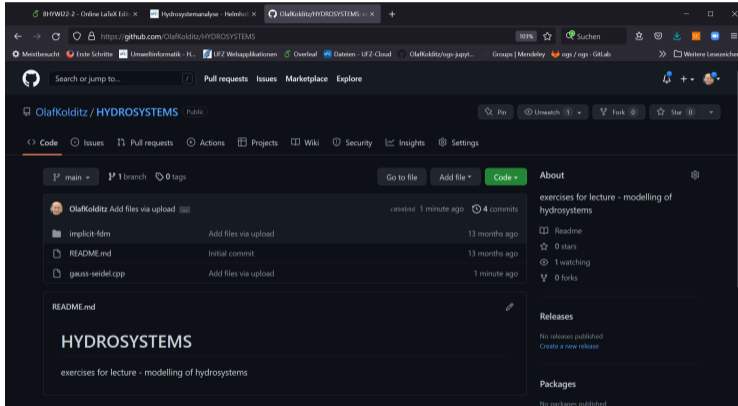 BHYWI22-2 - Online LaTeX Edit
Hydrosystemanalyse - Helmhol
OlafKolditz/HYDROSYSTEMS: e
https://github.com/OlafKolditz/HYDROSYSTEMS
Suchen
Meistbesucht
Erste Schritte
Umweltinformatik - H...
UFZ Webapplikationen
Overleaf
Dateien - UFZ-Cloud
OlafKolditz/ogs-jupyt...
Groups | Mendeley
ogs / ogs · GitLab
Weitere Lesezeichen
Search or jump to...
/
Pull requests
Issues
Marketplace
Explore
OlafKolditz / HYDROSYSTEMS
Public
Pin
Unwatch 1
Fork 0
Star 0
Code
Issues
Pull requests
Actions
Projects
Wiki
Security
Insights
Settings
main
1 branch
0 tags
Go to file
Add file
Code
OlafKolditz Add files via upload ...
1 minute ago
4 commits
implicit-fdm Add files via upload 13 months ago
README.md Initial commit 13 months ago
gauss-seidel.cpp Add files via upload 1 minute ago
README.md
HYDROSYSTEMS
exercises for lecture - modelling of hydrosystems
About
exercises for lecture - modelling of
hydrosystems
Readme
0 stars
1 watching
0 forks
Releases
No releases published
Create a new release
Packages
No packages published